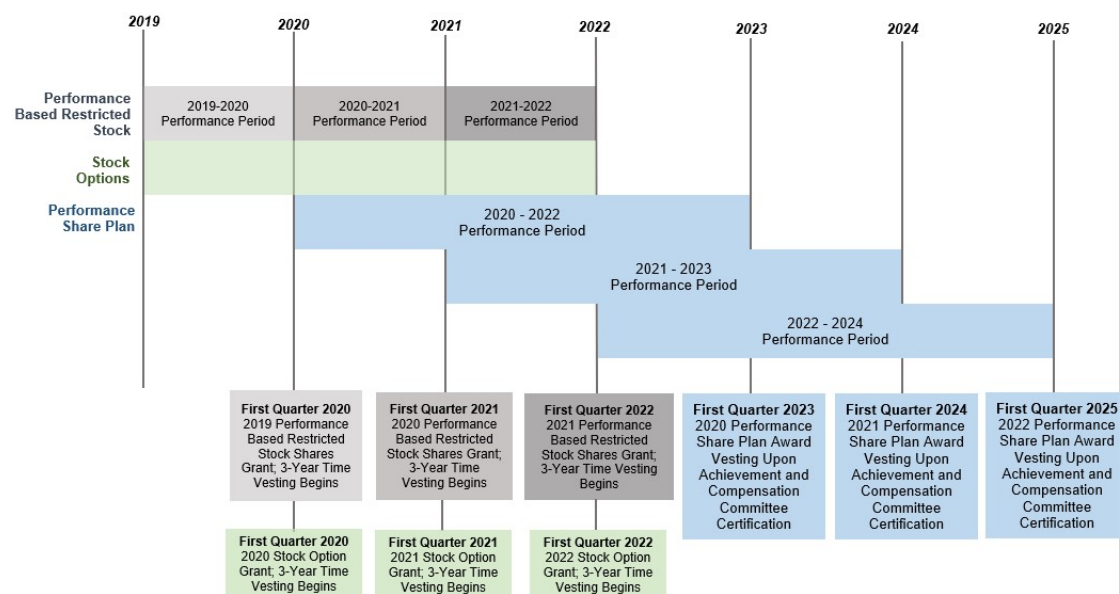 2019
2020
2021
2022
2023
2024
2025
Performance
Based Restricted
Stock
2019-2020
Performance Period
2020-2021
Performance Period
2021-2022
Performance Period
Stock
Options
Performance
Share Plan
2020 - 2022
Performance Period
2021 - 2023
Performance Period
2022 - 2024
Performance Period
First Quarter 2020
2019 Performance
Based Restricted
Stock Shares
Grant; 3-Year Time
Vesting Begins
First Quarter 2021
2020 Performance
Based Restricted
Stock Shares Grant;
3-Year Time
Vesting Begins
First Quarter 2022
2021 Performance
Based Restricted
Stock Shares Grant;
3-Year Time Vesting
Begins
First Quarter 2023
2020 Performance
Share Plan Award
Vesting Upon
Achievement and
Compensation
Committee
Certification
First Quarter 2024
2021 Performance
Share Plan Award
Vesting Upon
Achievement and
Compensation
Committee
Certification
First Quarter 2025
2022 Performance
Share Plan Award
Vesting Upon
Achievement and
Compensation
Committee
Certification
First Quarter 2020
2020 Stock Option
Grant; 3-Year Time
Vesting Begins
First Quarter 2021
2021 Stock Option
Grant; 3-Year Time
Vesting Begins
First Quarter 2022
2022 Stock Option
Grant; 3-Year Time
Vesting Begins